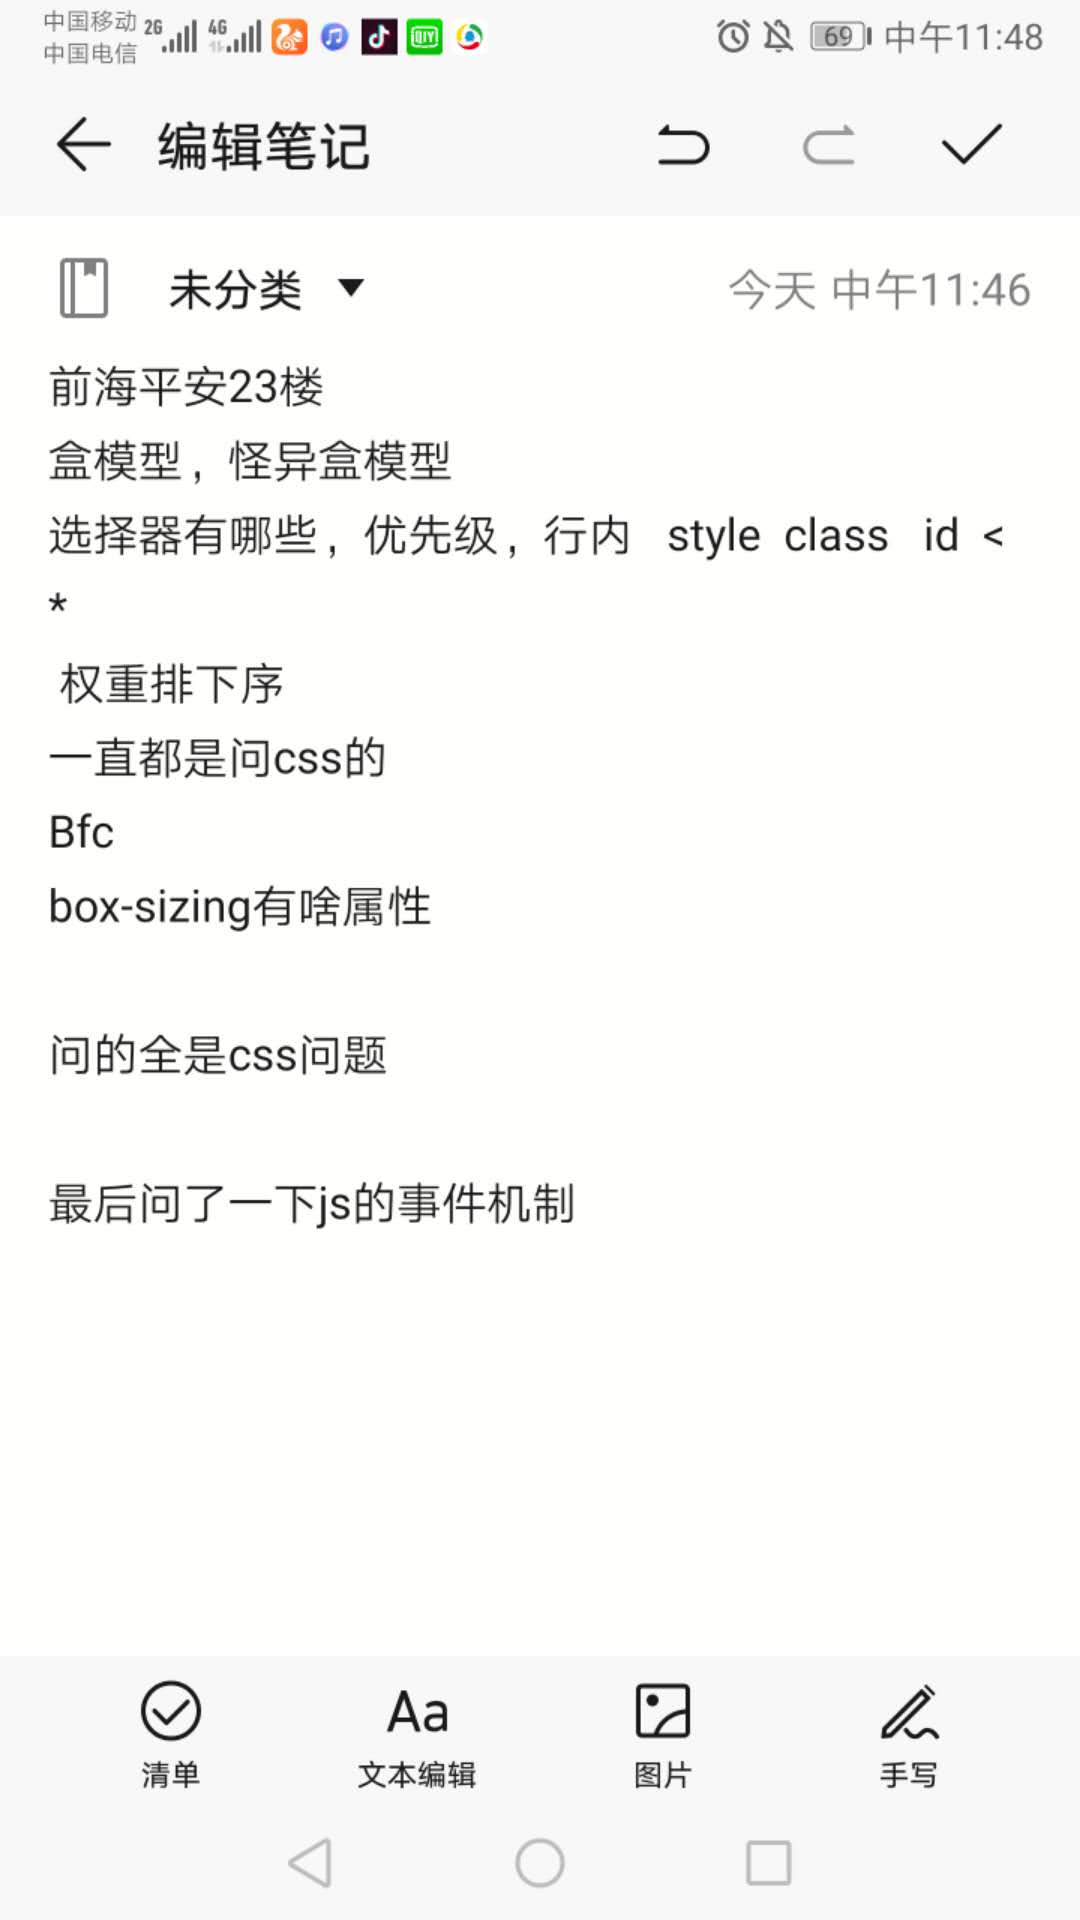 中国移动 2G 4G 69 中午11:48
中国电信
编辑笔记
未分类 今天 中午11:46
前海平安23楼
盒模型，怪异盒模型
选择器有哪些，优先级，行内 style class id <
*
权重排下序
一直都是问css的
Bfc
box-sizing有啥属性
问的全是css问题
最后问了一下js的事件机制
Aa
清单 文本编辑 图片 手写